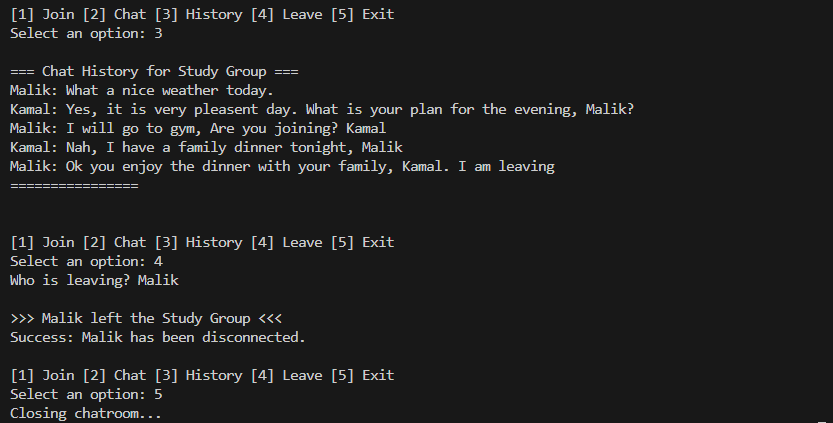 [1] Join [2] Chat [3] History [4] Leave [5] Exit
Select an option: 3
=== Chat History for Study Group ===
Malik: What a nice weather today.
Kamal: Yes, it is very pleasent day. What is your plan for the evening, Malik?
Malik: I will go to gym, Are you joining? Kamal
Kamal: Nah, I have a family dinner tonight, Malik
Malik: Ok you enjoy the dinner with your family, Kamal. I am leaving
================
[1] Join [2] Chat [3] History [4] Leave [5] Exit
Select an option: 4
Who is leaving? Malik
>>> Malik left the Study Group <<<
Success: Malik has been disconnected.
[1] Join [2] Chat [3] History [4] Leave [5] Exit
Select an option: 5
Closing chatroom...